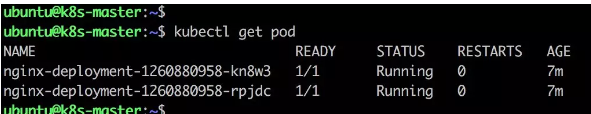 ubuntu@k8s-master:~$
ubuntu@k8s-master:~$ kubectl get pod
NAME READY STATUS RESTARTS AGE
nginx-deployment-1260880958-kn8w3 1/1 Running 0 7m
nginx-deployment-1260880958-rpjdc 1/1 Running 0 7m
ubuntu@k8s-master:~$